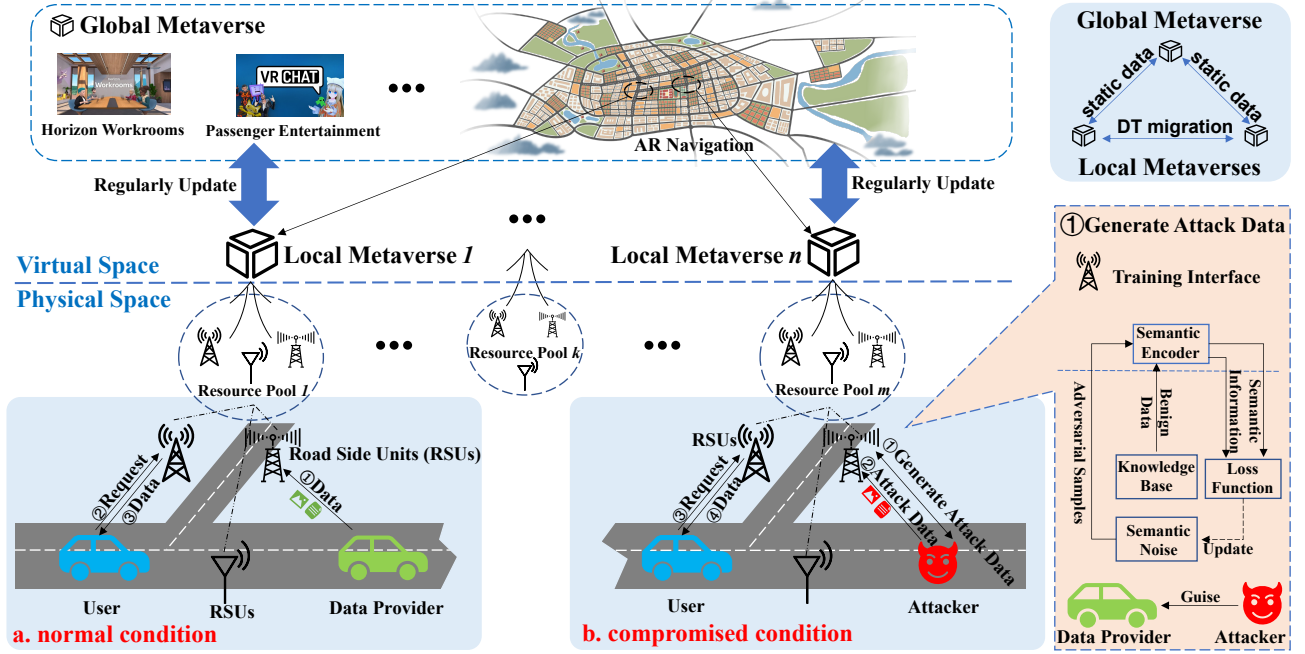 Global Metaverse
Workrooms
VR CHAT
Horizon Workrooms
Passenger Entertainment
AR Navigation
Regularly Update
Regularly Update
Local Metaverse 1
Local Metaverse n
Virtual Space
Physical Space
Resource Pool 1
Resource Pool k
Resource Pool m
Road Side Units (RSUs)
②Request
③Data
①Data
User
RSUs
Data Provider
a. normal condition
RSUs
③Request
④Data
①Generate Attack Data
②Attack Data
User
Attacker
b. compromised condition
Global Metaverse
static data
static data
DT migration
Local Metaverses
①Generate Attack Data
Training Interface
Semantic
Encoder
Adversarial Samples
Benign
Data
Semantic
Information
Knowledge
Base
Loss
Function
Semantic
Noise
Update
Guise
Data Provider
Attacker